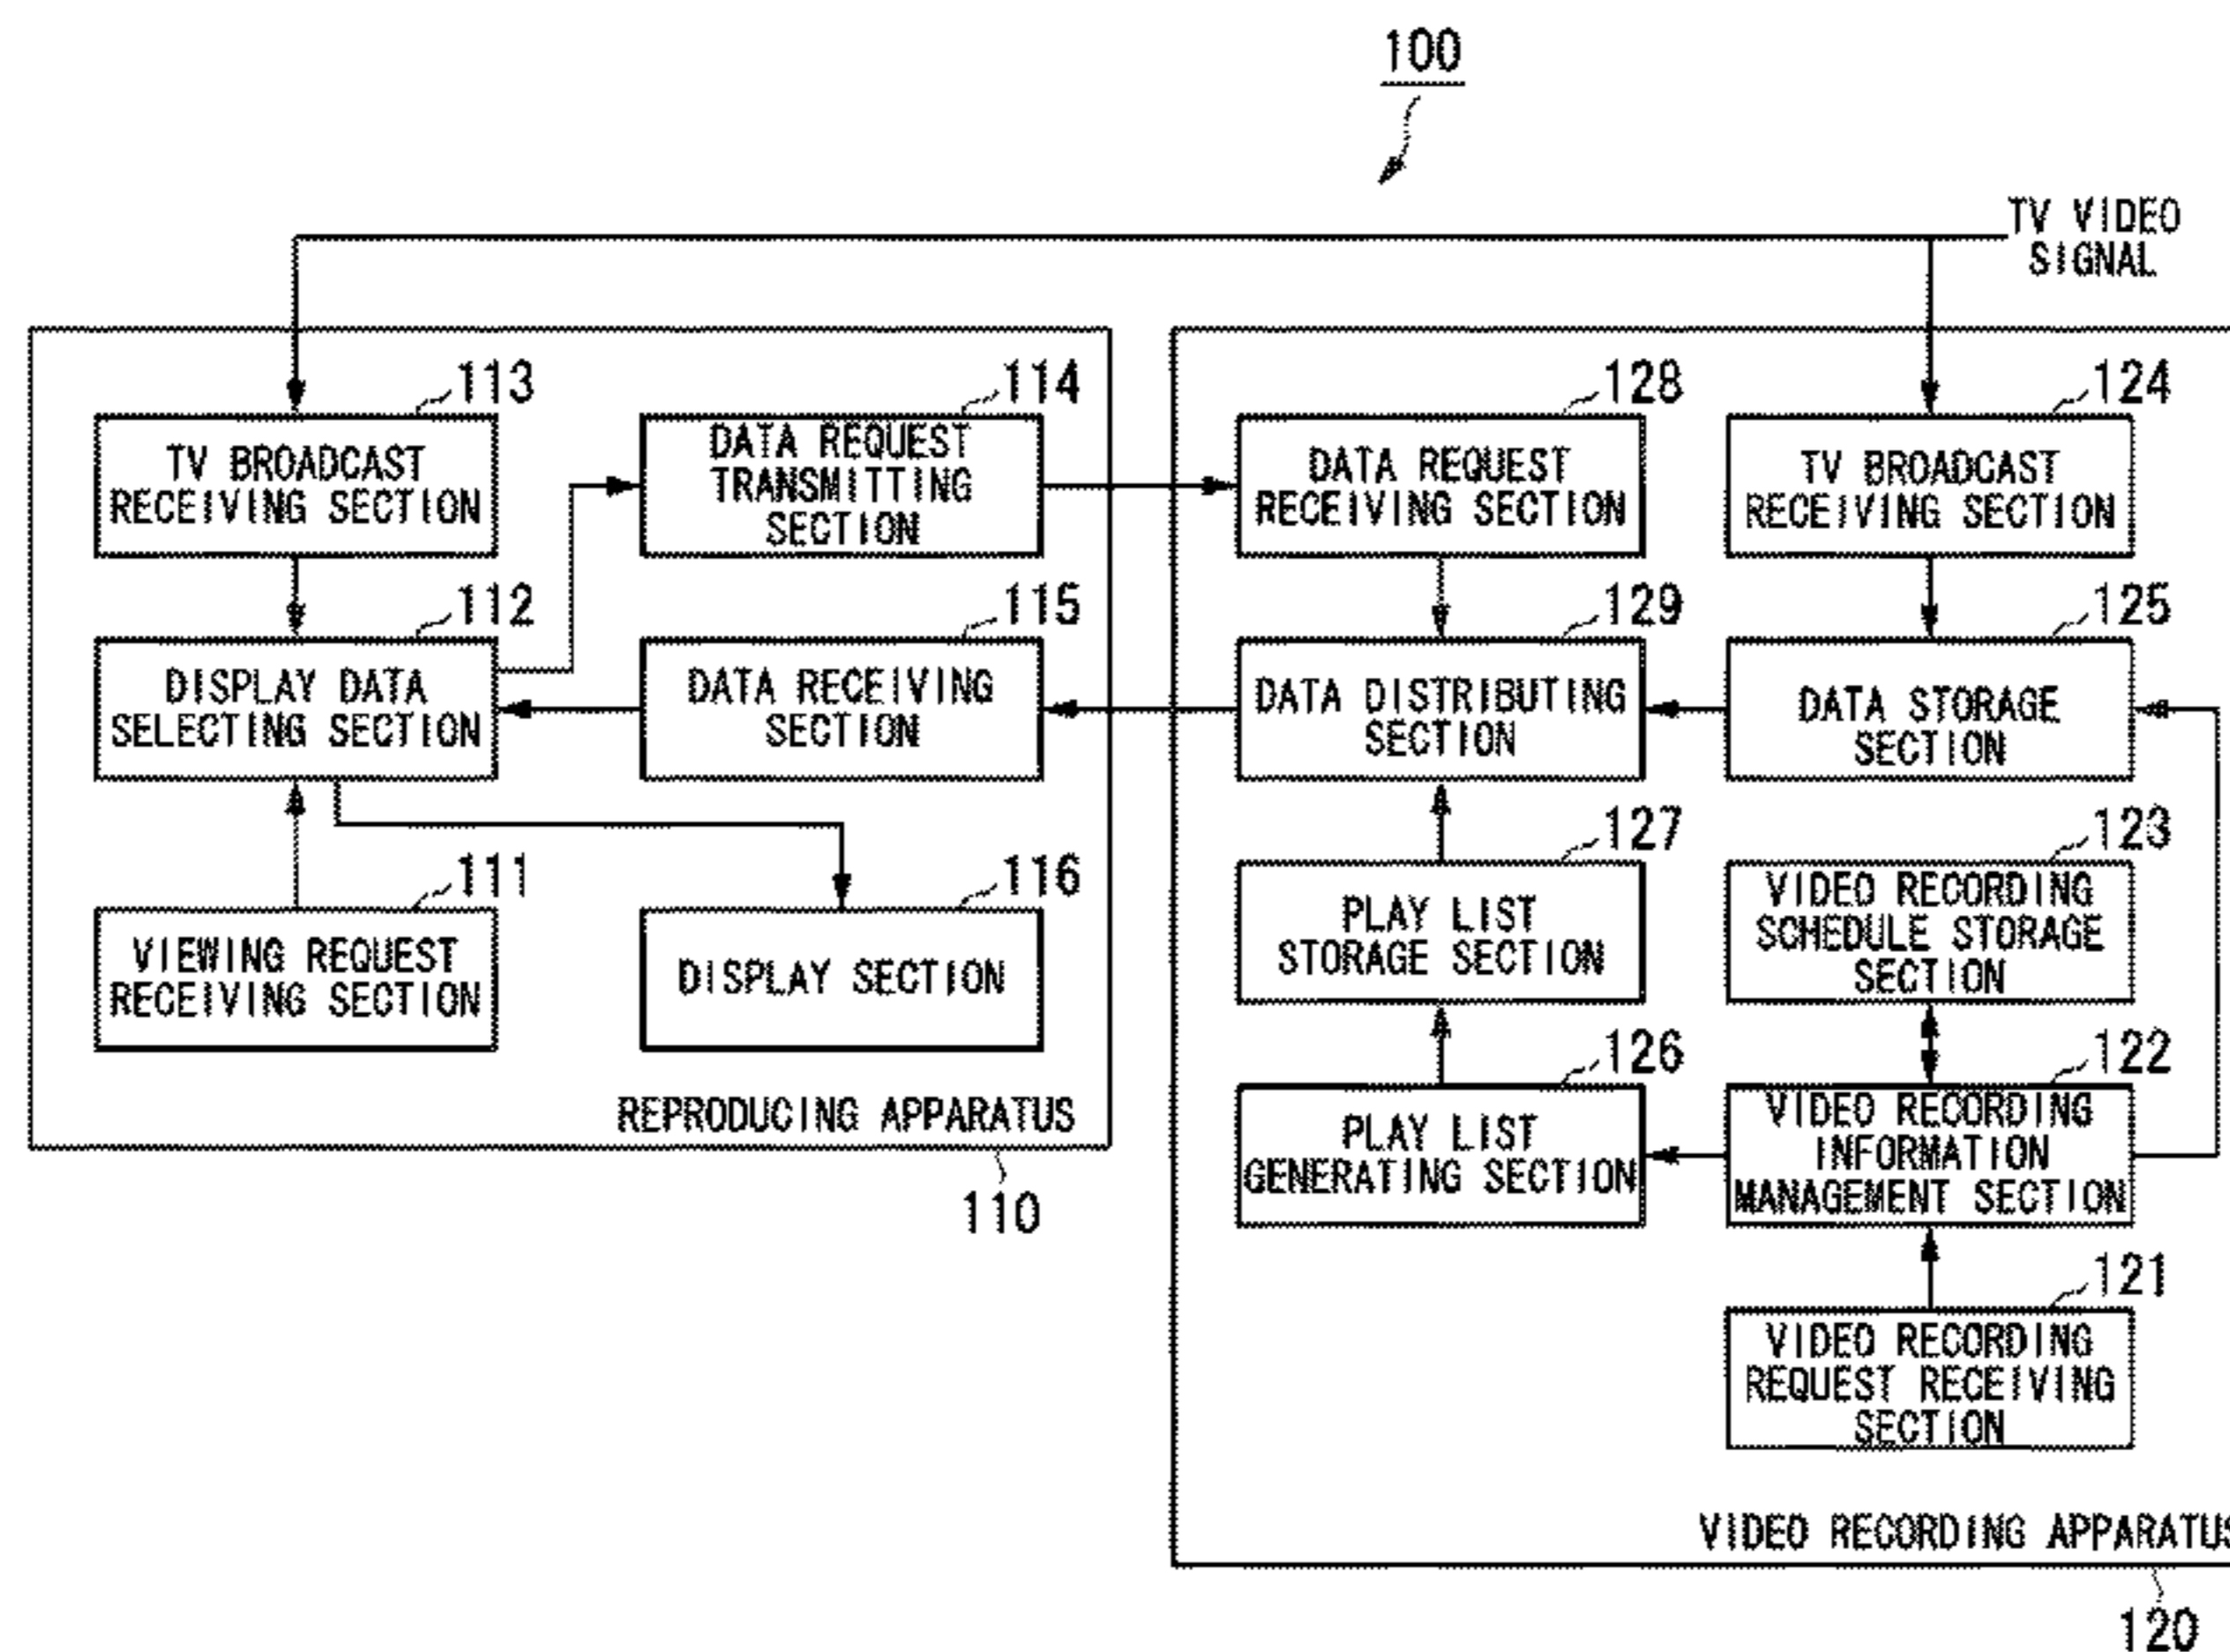 100
TV VIDEO
SIGNAL
113
TV BROADCAST
RECEIVING SECTION
114
DATA REQUEST
TRANSMITTING
SECTION
112
DISPLAY DATA
SELECTING SECTION
115
DATA RECEIVING
SECTION
111
VIEWING REQUEST
RECEIVING SECTION
116
DISPLAY SECTION
REPRODUCING APPARATUS
110
128
DATA REQUEST
RECEIVING SECTION
124
TV BROADCAST
RECEIVING SECTION
129
DATA DISTRIBUTING
SECTION
125
DATA STORAGE
SECTION
127
PLAY LIST
STORAGE SECTION
123
VIDEO RECORDING
SCHEDULE STORAGE
SECTION
126
PLAY LIST
GENERATING SECTION
122
VIDEO RECORDING
INFORMATION
MANAGEMENT SECTION
121
VIDEO RECORDING
REQUEST RECEIVING
SECTION
VIDEO RECORDING APPARATUS
120